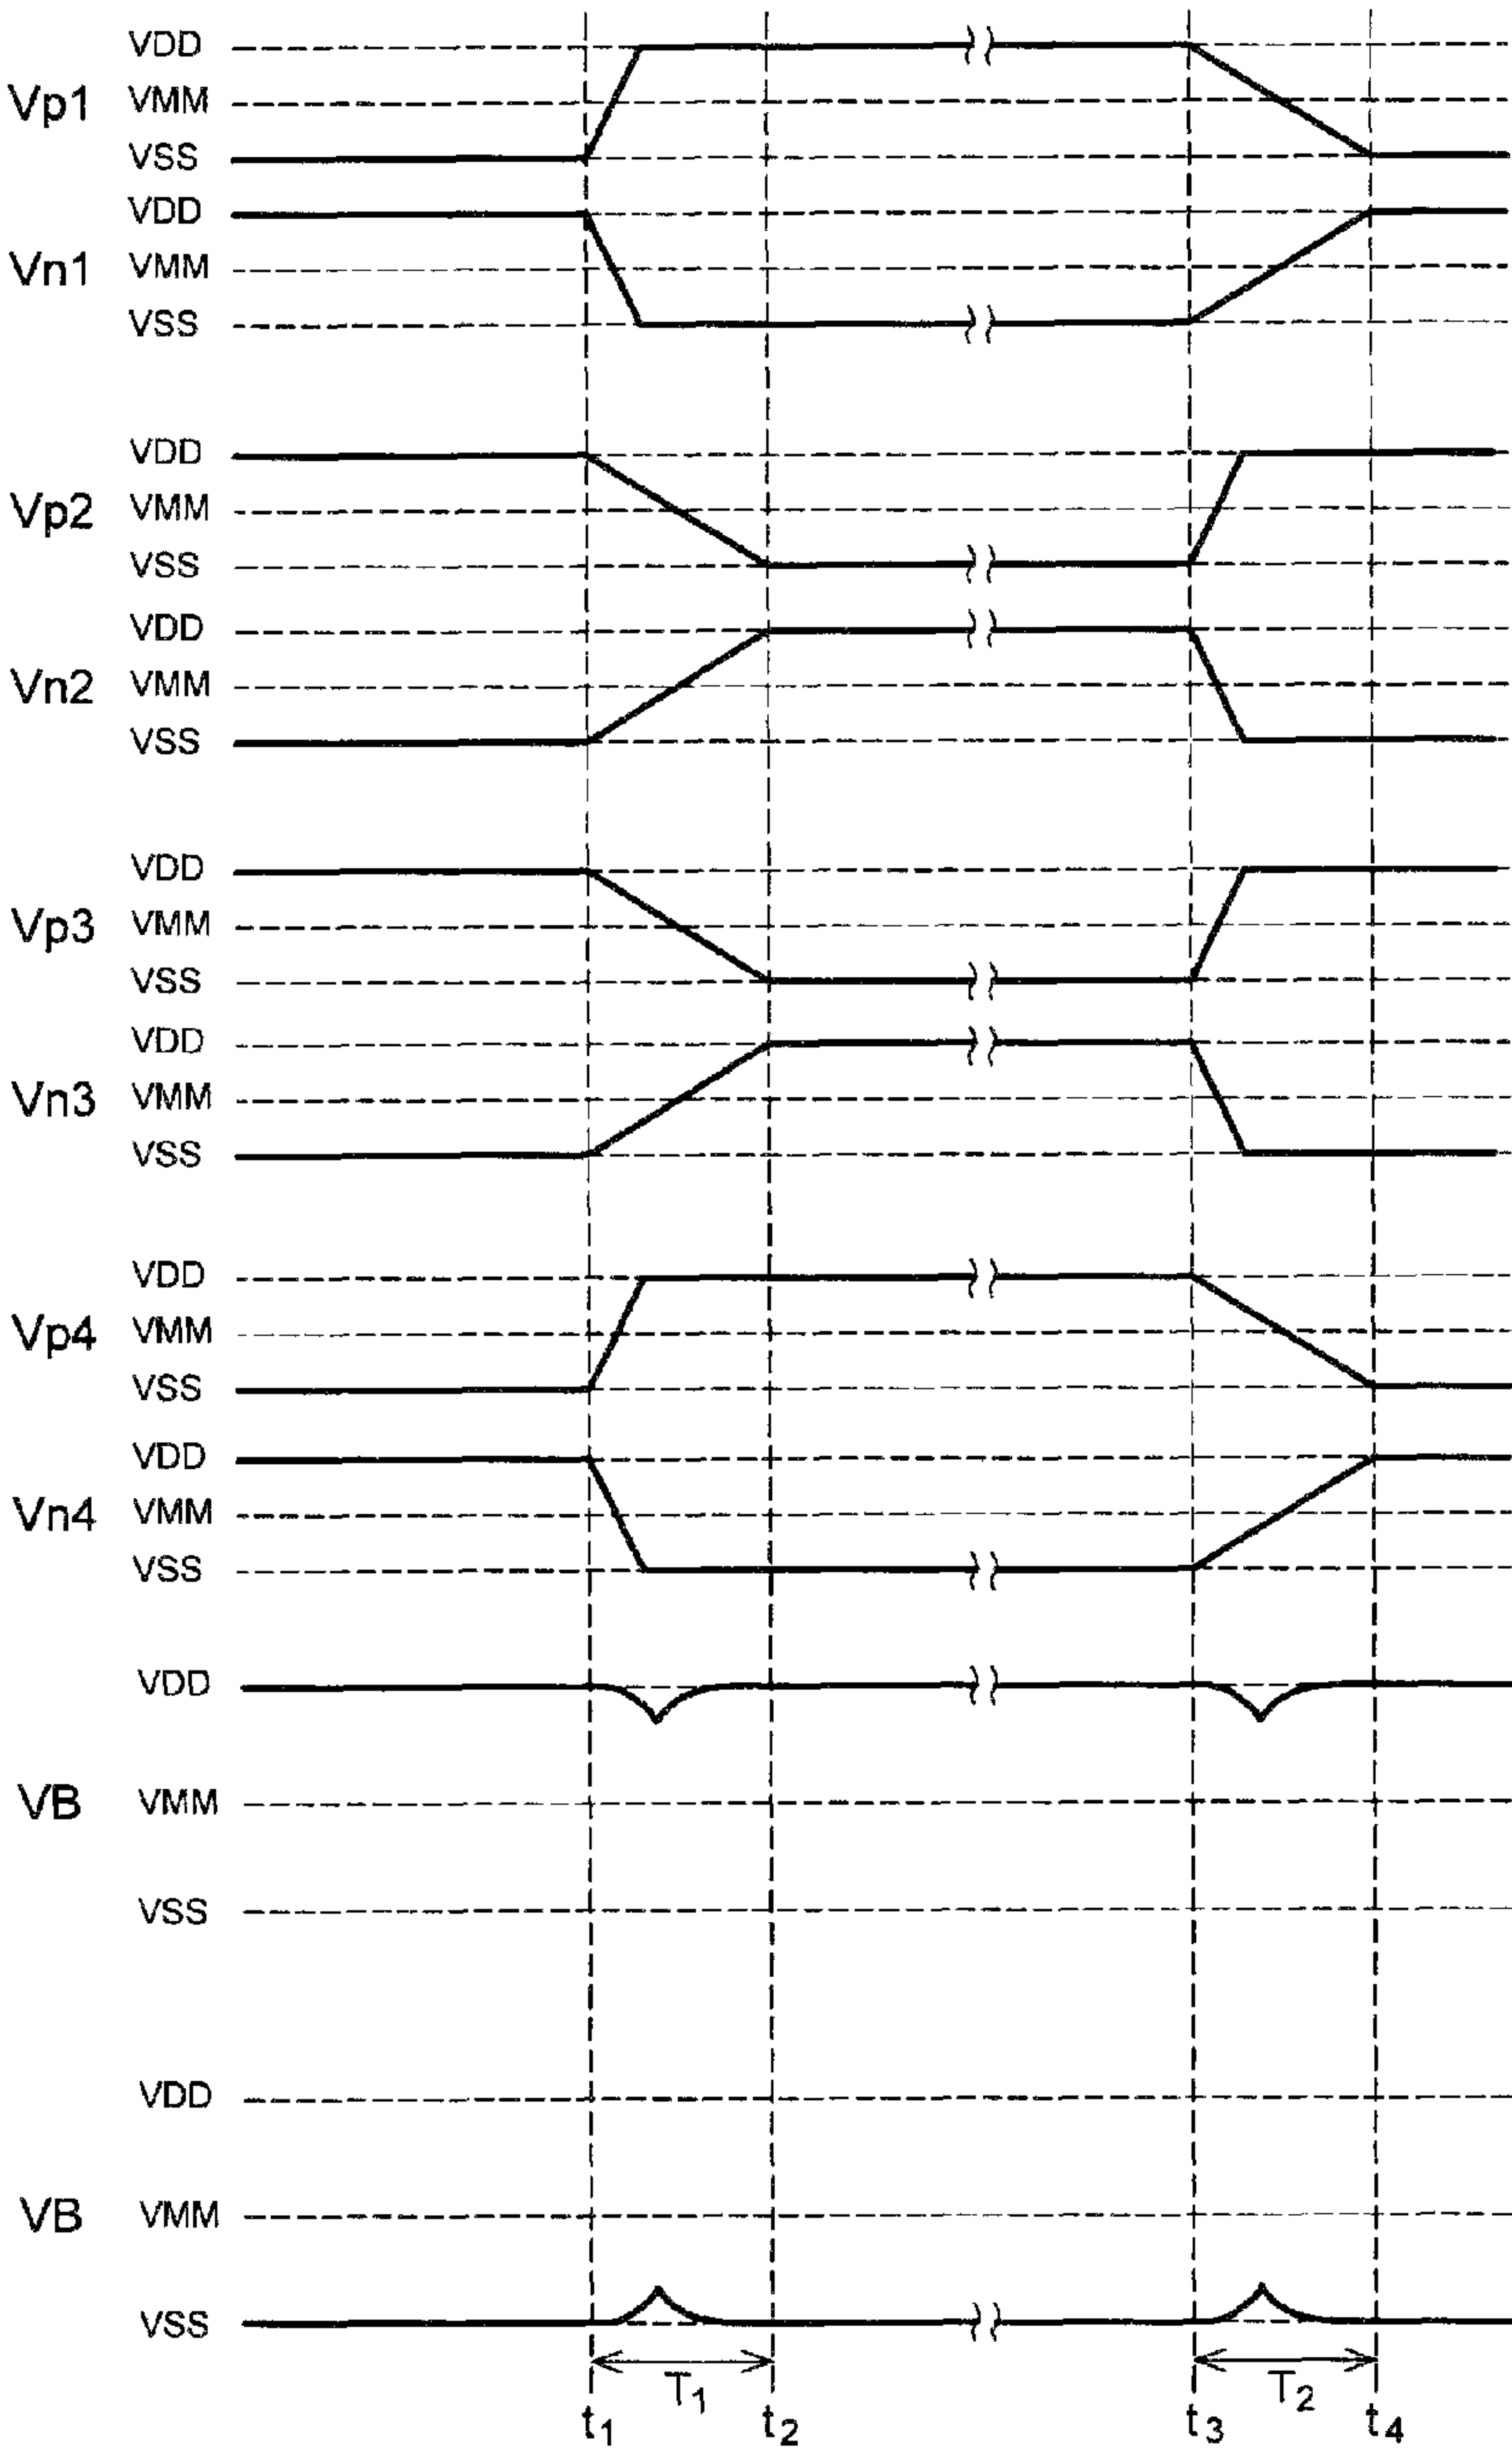 VDD
Vp1 VMM
VSS
VDD
Vn1 VMM
VSS
VDD
Vp2 VMM
VSS
VDD
Vn2 VMM
VSS
VDD
Vp3 VMM
VSS
VDD
Vn3 VMM
VSS
VDD
Vp4 VMM
VSS
VDD
Vn4 VMM
VSS
VDD
VB VMM
VSS
VDD
VB VMM
VSS
T1 T2
t1 t2 t3 t4